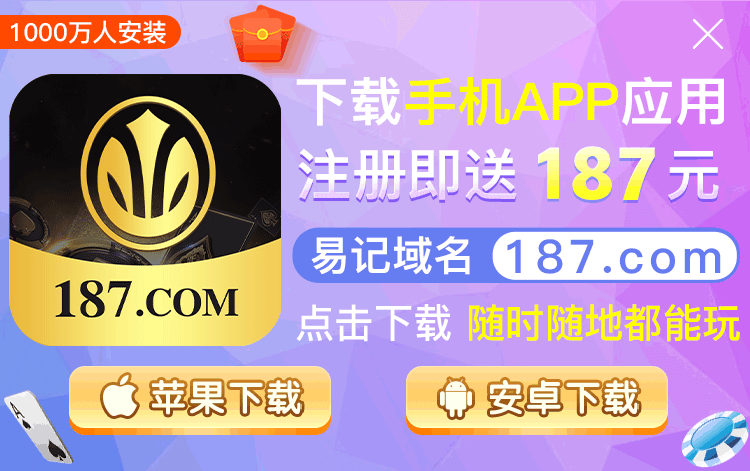 1000万人安装
下载手机APP应用
注册即送 187元
187.COM
易记域名 187.com
点击下载 随时随地都能玩
苹果下载
安卓下载
A